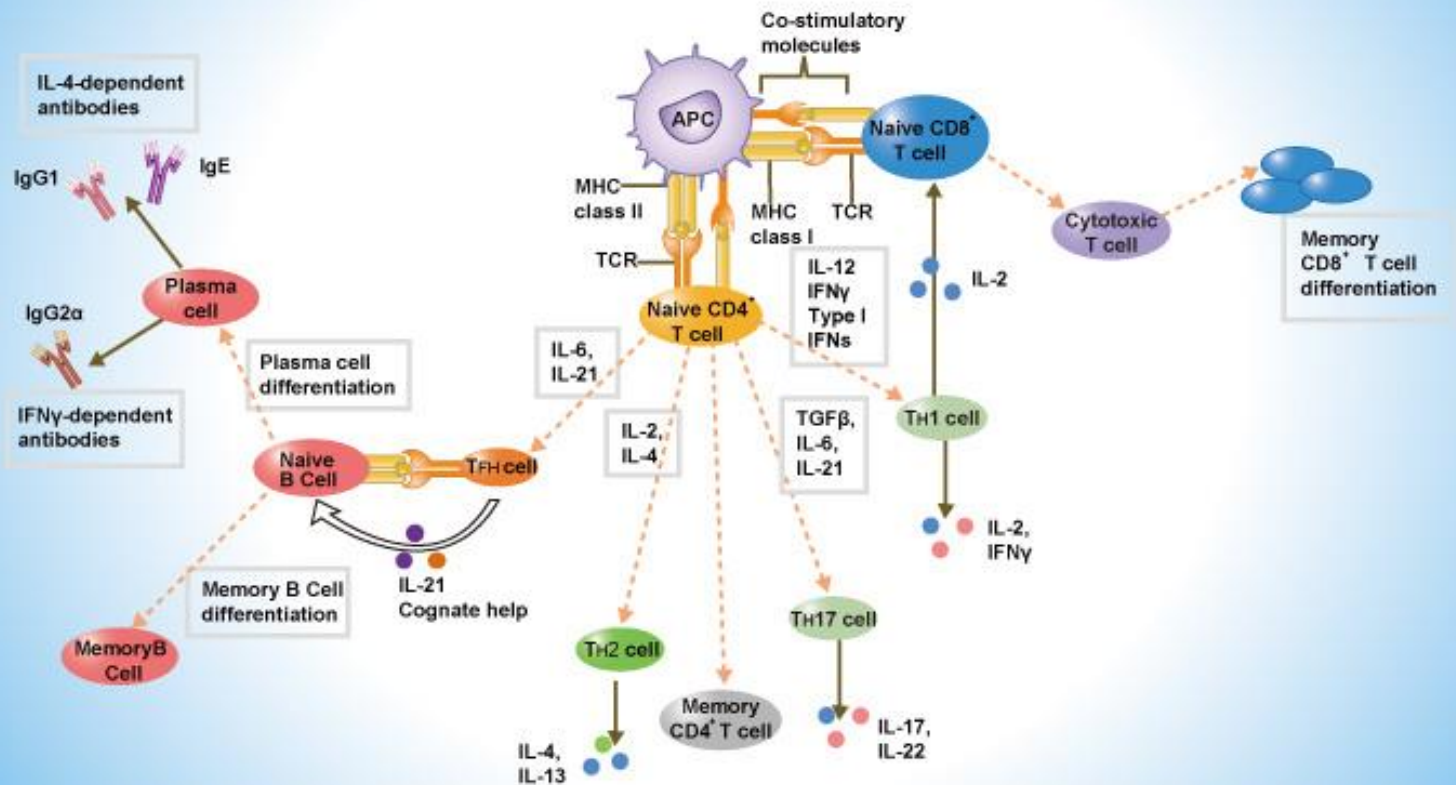 Co-stimulatory
molecules
IL-4-dependent
antibodies
IgG1
IgE
APC
Naive CD8⁺
T cell
MHC
class II
MHC
class I
TCR
TCR
Cytotoxic
T cell
Memory
CD8⁺ T cell
differentiation
IL-12
IFNγ
Type I
IFNs
IL-2
Plasma
cell
Naive CD4⁺
T cell
IgG2α
IL-6,
IL-21
Plasma cell
differentiation
IFNγ-dependent
antibodies
IL-2,
IL-4
TGFβ,
IL-6,
IL-21
TH1 cell
Naive
B Cell
TFH cell
IL-2,
IFNγ
IL-21
Cognate help
Memory B Cell
differentiation
MemoryB
Cell
TH2 cell
TH17 cell
Memory
CD4⁺ T cell
IL-4,
IL-13
IL-17,
IL-22